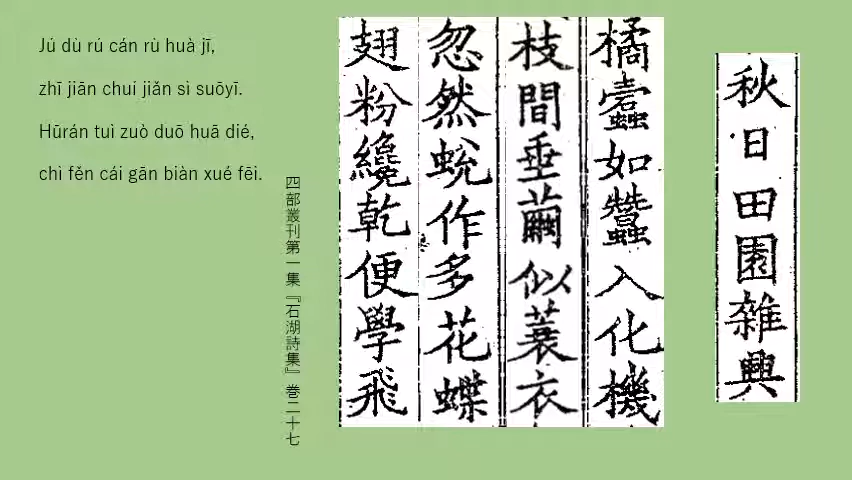 秋日田園雜興
橘蠹如蠶入化機
枝間垂繭似蓑衣
忽然蛻作多花蝶
翅粉纔乾便學飛
四部叢刊第一集『石湖詩集』巻二十七
Jú dù rú cán rù huà jī,
zhī jiān chuí jiǎn sì suōyī.
Hūrán tuì zuò duō huā dié,
chì fěn cái gān biàn xué fēi.